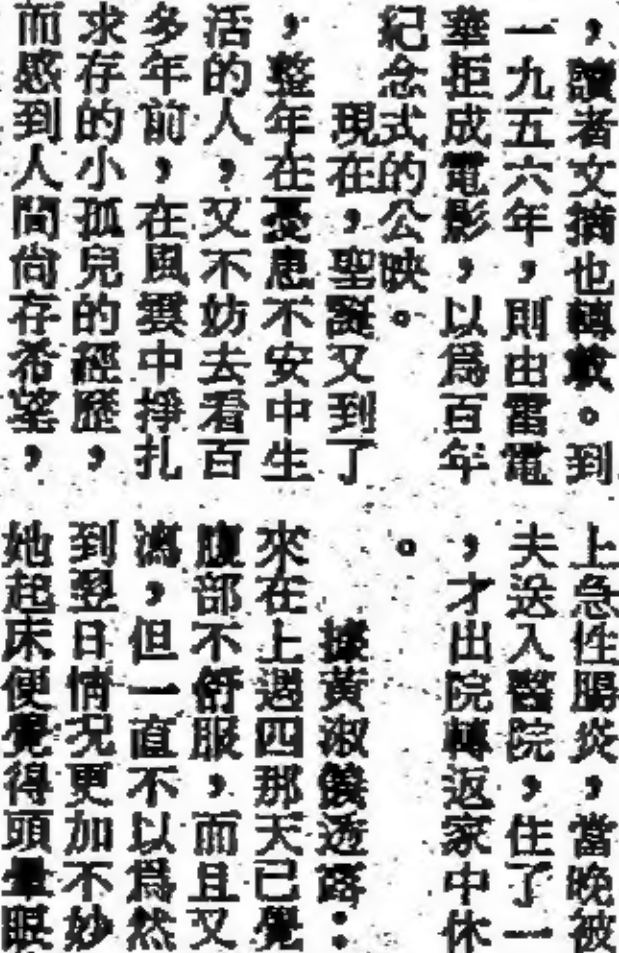 ，讀者文摘也轉載。到
一九五六年，則由雷電
華拒成電影，以爲百年
紀念式的公映。
現在，聖誕又到了
，整年在憂患不安中生
活的人，又不妨去看百
多年前，在風雲中掙扎
求存的小孤兒的經歷，
而感到人間尙存希望，
上急性腸炎，當晚被
夫送入醫院，住了一
，才出院轉返家中休
。
據黃淑儀透露：
來在上週四那天已覺
腹部不舒服，而且又
瀉，但一直不以爲然
到翌日情況更加不妙
她起床便覺得頭暈眼